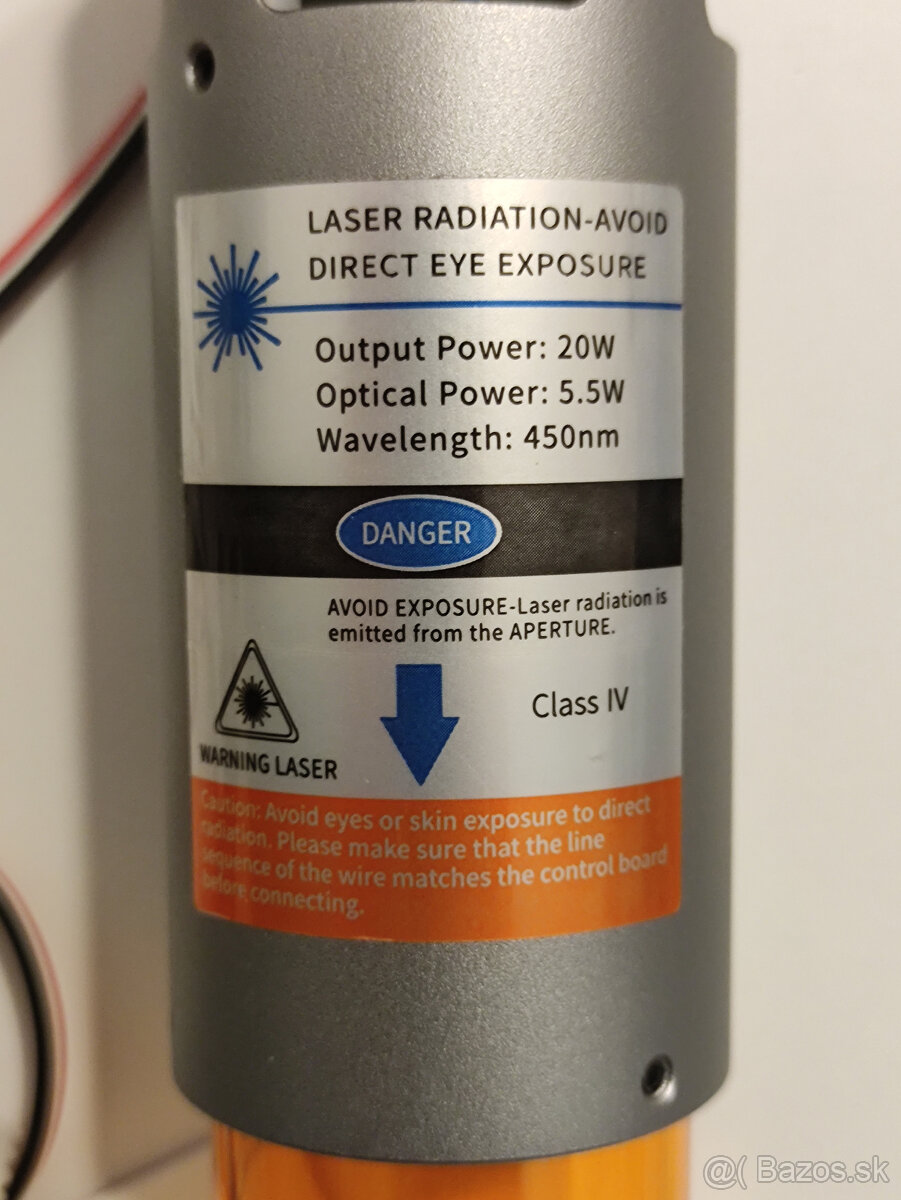 LASER RADIATION-AVOID
DIRECT EYE EXPOSURE
Output Power: 20W
Optical Power: 5.5W
Wavelength: 450nm
DANGER
AVOID EXPOSURE-Laser radiation is
emitted from the APERTURE.
Class IV
WARNING LASER
Caution: Avoid eyes or skin exposure to direct
radiation. Please make sure that the line
sequence of the wire matches the control board
before connecting.
@( Bazos.sk